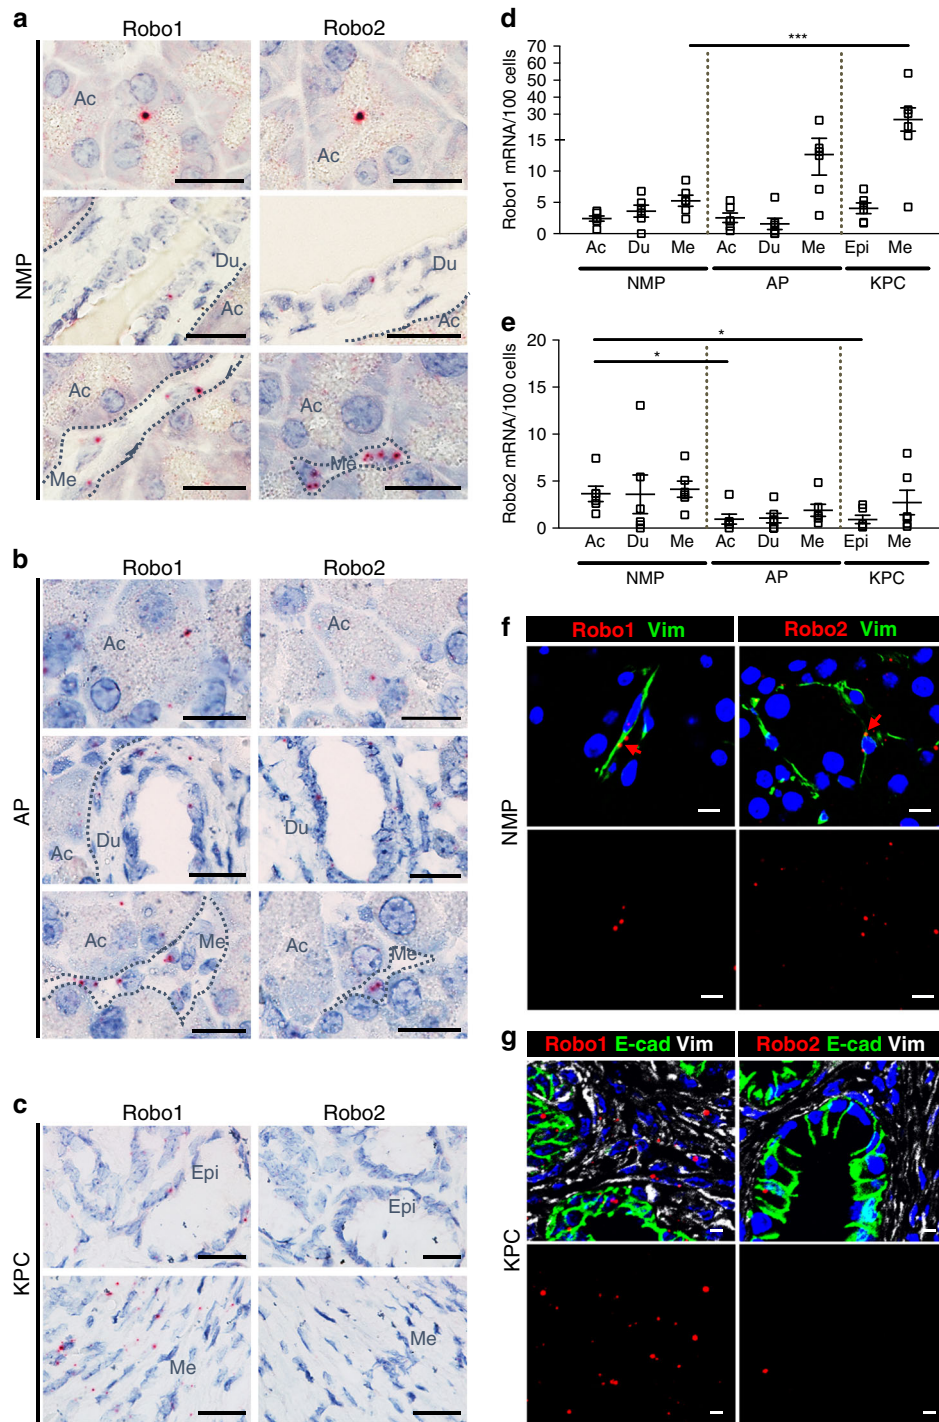 a
Robo1 Robo2
NMP
Ac
Ac
Du
Ac
Du
Ac
Ac
Me
Ac
Me
b
Robo1 Robo2
AP
Ac
Ac
Ac
Du
Du
Ac
Me
Ac
Me
c
Robo1 Robo2
KPC
Epi
Epi
Me
Me
d
Robo1 mRNA/100 cells
70
60
50
40
30
15
10
5
0
***
Ac Du Me Ac Du Me Epi Me
NMP AP KPC
e
Robo2 mRNA/100 cells
20
15
10
5
0
*
*
Ac Du Me Ac Du Me Epi Me
NMP AP KPC
f
Robo1 Vim Robo2 Vim
NMP
g
Robo1 E-cad Vim Robo2 E-cad Vim
KPC